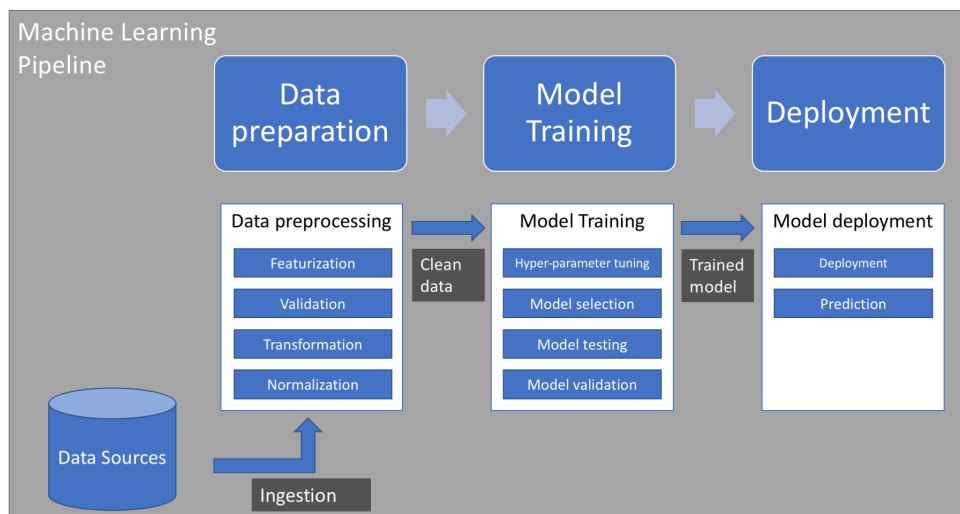 Machine Learning
Pipeline
Data
preparation
Model
Training
Deployment
Data preprocessing
Featurization
Validation
Transformation
Normalization
Clean
data
Model Training
Hyper-parameter tuning
Model selection
Model testing
Model validation
Trained
model
Model deployment
Deployment
Prediction
Data Sources
Ingestion